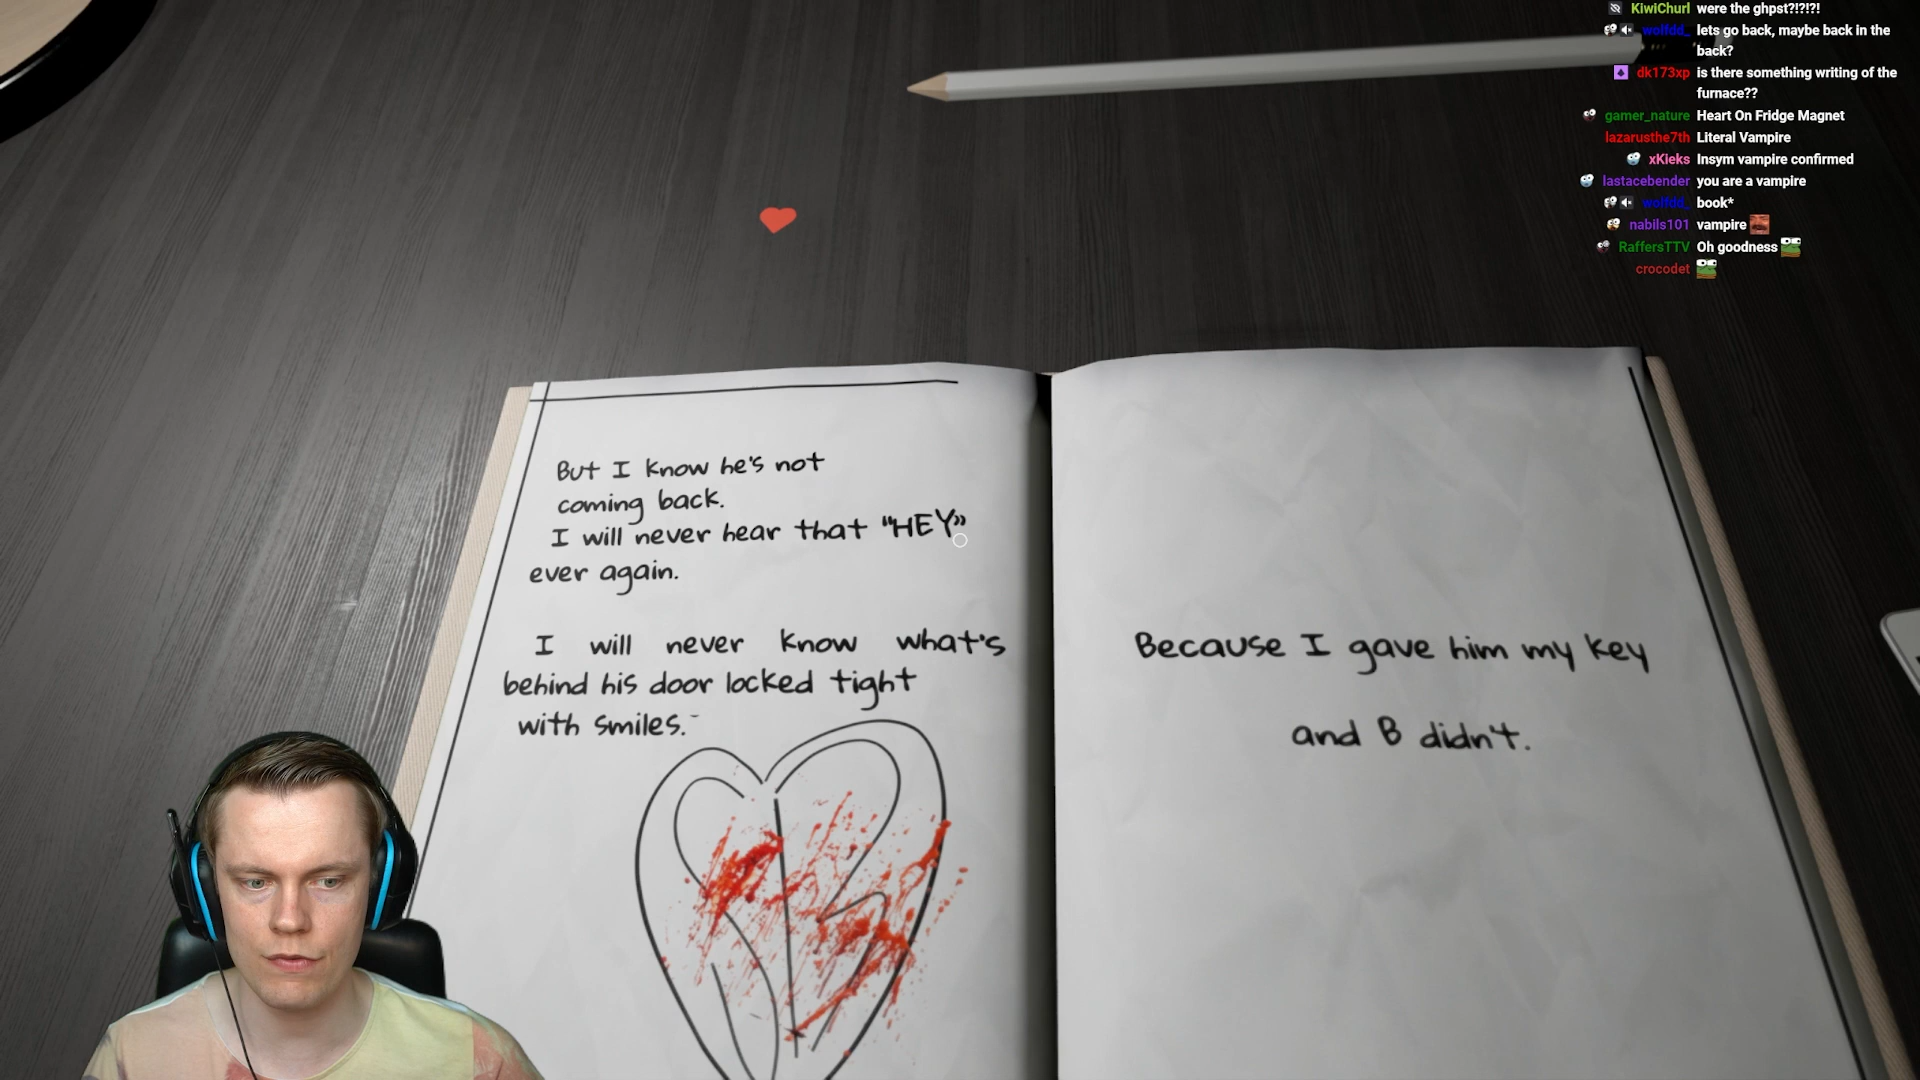 KiwiChurl were the ghpst?!?!?!
wolfdd_ lets go back, maybe back in the
back?
dk173xp is there something writing of the
furnace??
gamer_nature Heart On Fridge Magnet
lazarusthe7th Literal Vampire
xKieks Insym vampire confirmed
lastacebender you are a vampire
wolfdd_ book*
nabils101 vampire
RaffersTTV Oh goodness
crocodet
But I know he's not
coming back.
I will never hear that "HEY"
ever again.
I will never know what's
behind his door locked tight
with smiles.
Because I gave him my key
and B didn't.